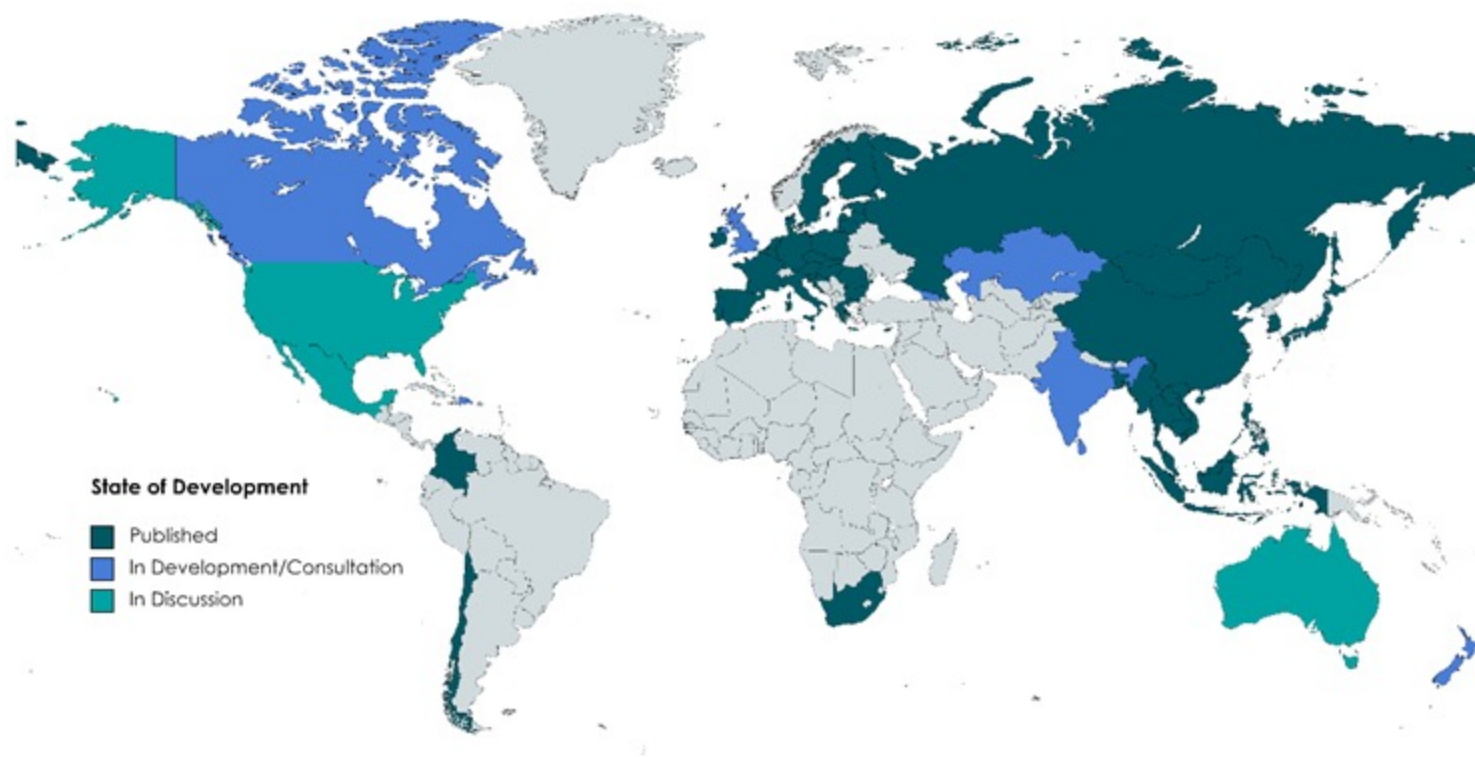 State of Development
Published
In Development/Consultation
In Discussion